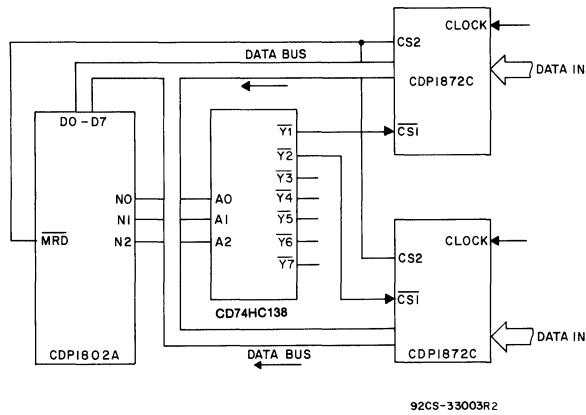 CLOCK
CS2
DATA BUS
CDP1872C
DATA IN
D0-D7
CS1
Y1
Y2
Y3
Y4
Y5
Y6
Y7
N0
N1
N2
A0
A1
A2
MRD
CD74HC138
CDP1802A
DATA BUS
CLOCK
CS2
CS1
DATA IN
CDP1872C
92CS-33003R2